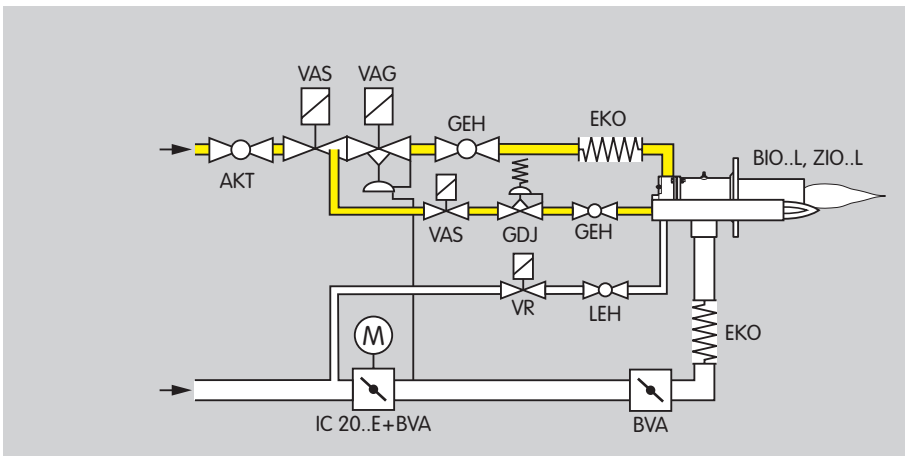 VAS
VAG
GEH
EKO
BIO..L, ZIO..L
AKT
VAS
GDJ
GEH
VR
LEH
EKO
M
IC 20..E+BVA
BVA